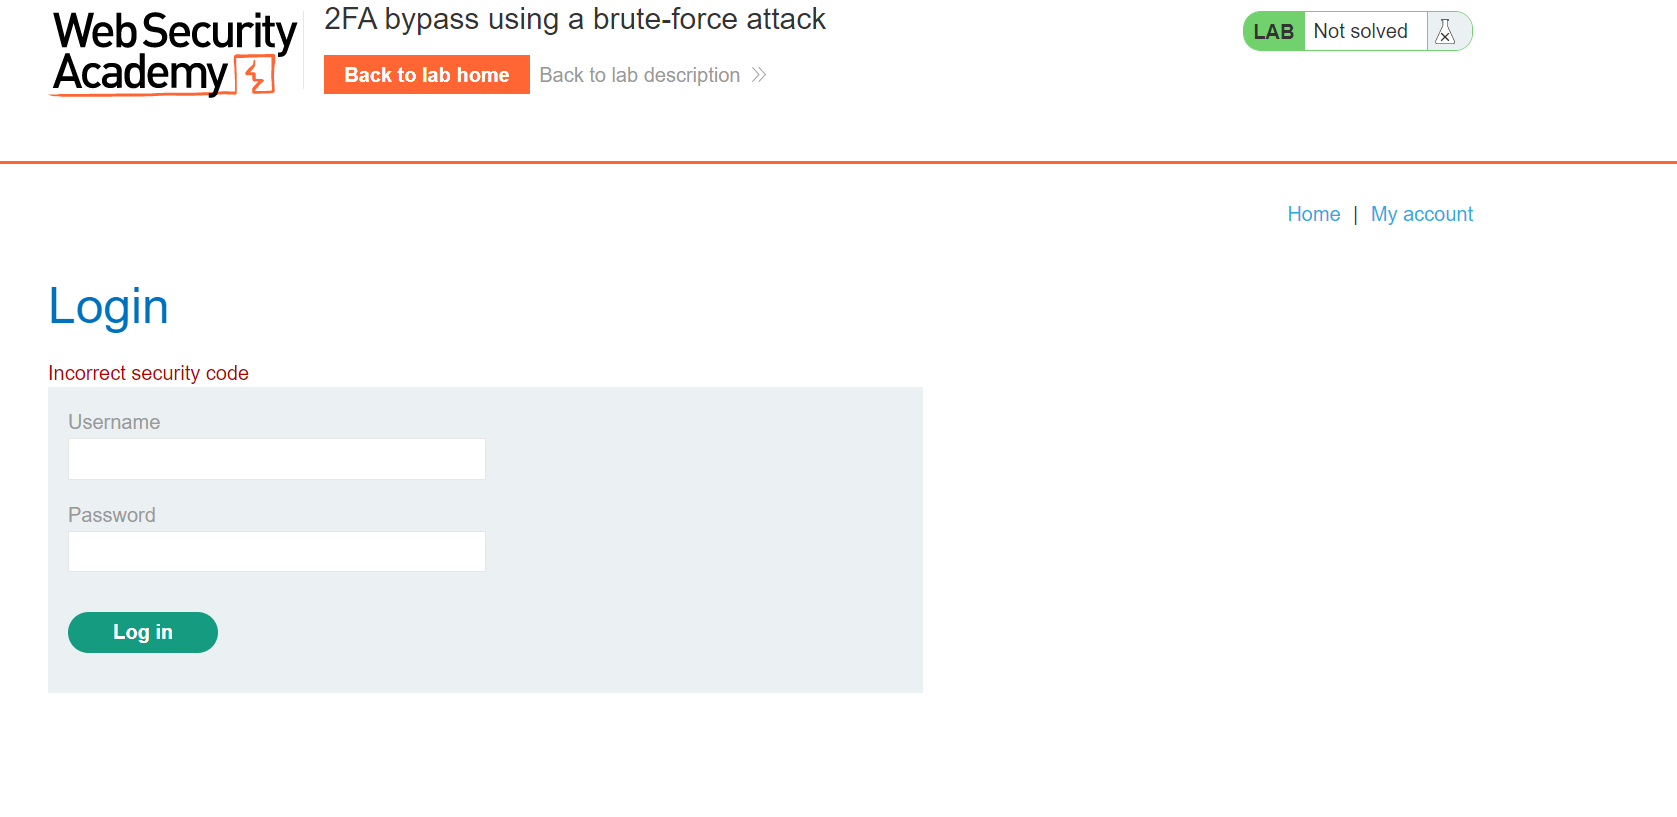 Web Security
Academy
2FA bypass using a brute-force attack
Back to lab home
Back to lab description
LAB
Not solved
Home | My account
Login
Incorrect security code
Username
Password
Log in